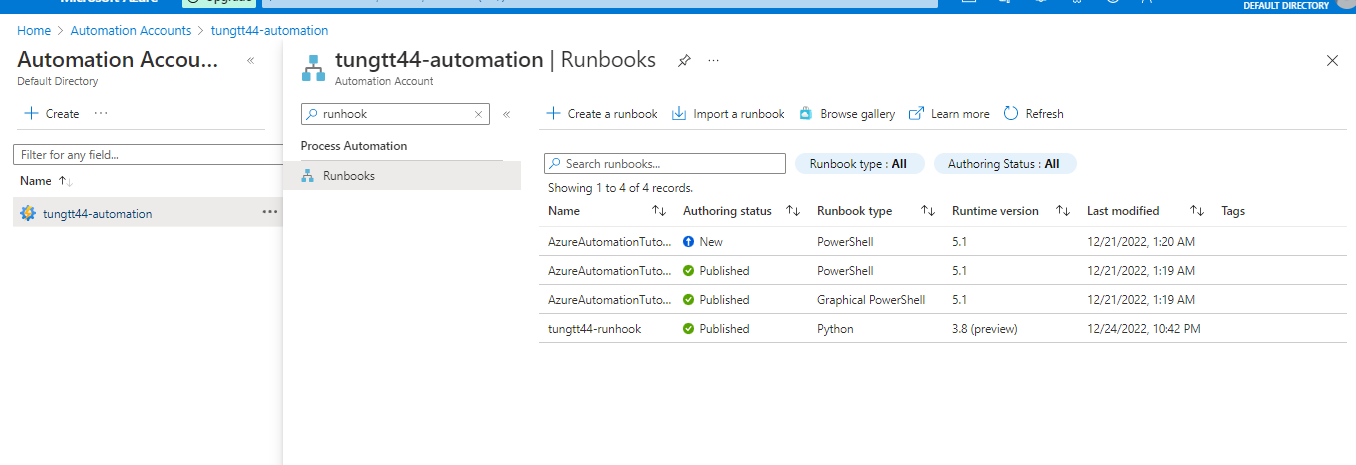 Microsoft Azure
Upgrade
DEFAULT DIRECTORY
Home > Automation Accounts > tungtt44-automation
Automation Accou... «
Default Directory
+ Create ...
Filter for any field...
Name ↑↓
tungtt44-automation ...
tungtt44-automation | Runbooks ...
Automation Account
runhook × «
Process Automation
Runbooks
+ Create a runbook Import a runbook Browse gallery Learn more Refresh
Search runbooks... Runbook type : All Authoring Status : All
Showing 1 to 4 of 4 records.
Name ↑↓ Authoring status ↑↓ Runbook type ↑↓ Runtime version ↑↓ Last modified ↑↓ Tags
AzureAutomationTuto... New PowerShell 5.1 12/21/2022, 1:20 AM
AzureAutomationTuto... Published PowerShell 5.1 12/21/2022, 1:19 AM
AzureAutomationTuto... Published Graphical PowerShell 5.1 12/21/2022, 1:19 AM
tungtt44-runhook Published Python 3.8 (preview) 12/24/2022, 10:42 PM